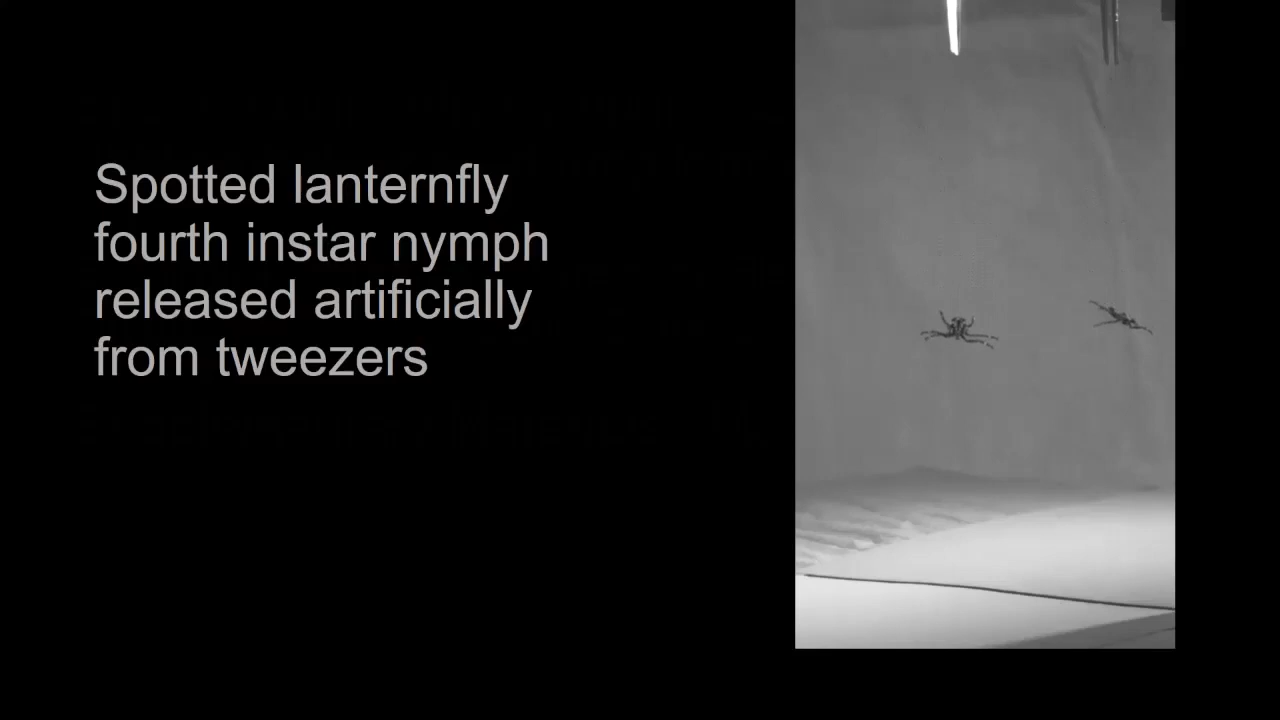 Spotted lanternfly
fourth instar nymph
released artificially
from tweezers